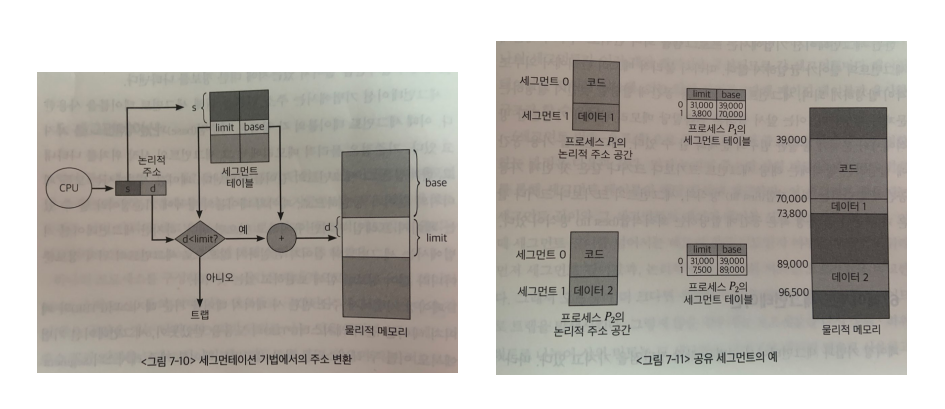 s
limit base
세그먼트
테이블
논리적
주소
CPU
s d
d<limit?
예
+
d
아니오
트랩
base
limit
물리적 메모리
<그림 7-10> 세그먼테이션 기법에서의 주소 변환
세그먼트 0 코드
세그먼트 1 데이터 1
프로세스 P1의
논리적 주소 공간
limit base
0 31,000 39,000
1 3,800 70,000
프로세스 P1의
세그먼트 테이블
세그먼트 0 코드
세그먼트 1 데이터 2
프로세스 P2의
논리적 주소 공간
limit base
0 31,000 39,000
1 7,500 89,000
프로세스 P2의
세그먼트 테이블
39,000
코드
70,000
데이터 1
73,800
89,000
데이터 2
96,500
물리적 메모리
<그림 7-11> 공유 세그먼트의 예